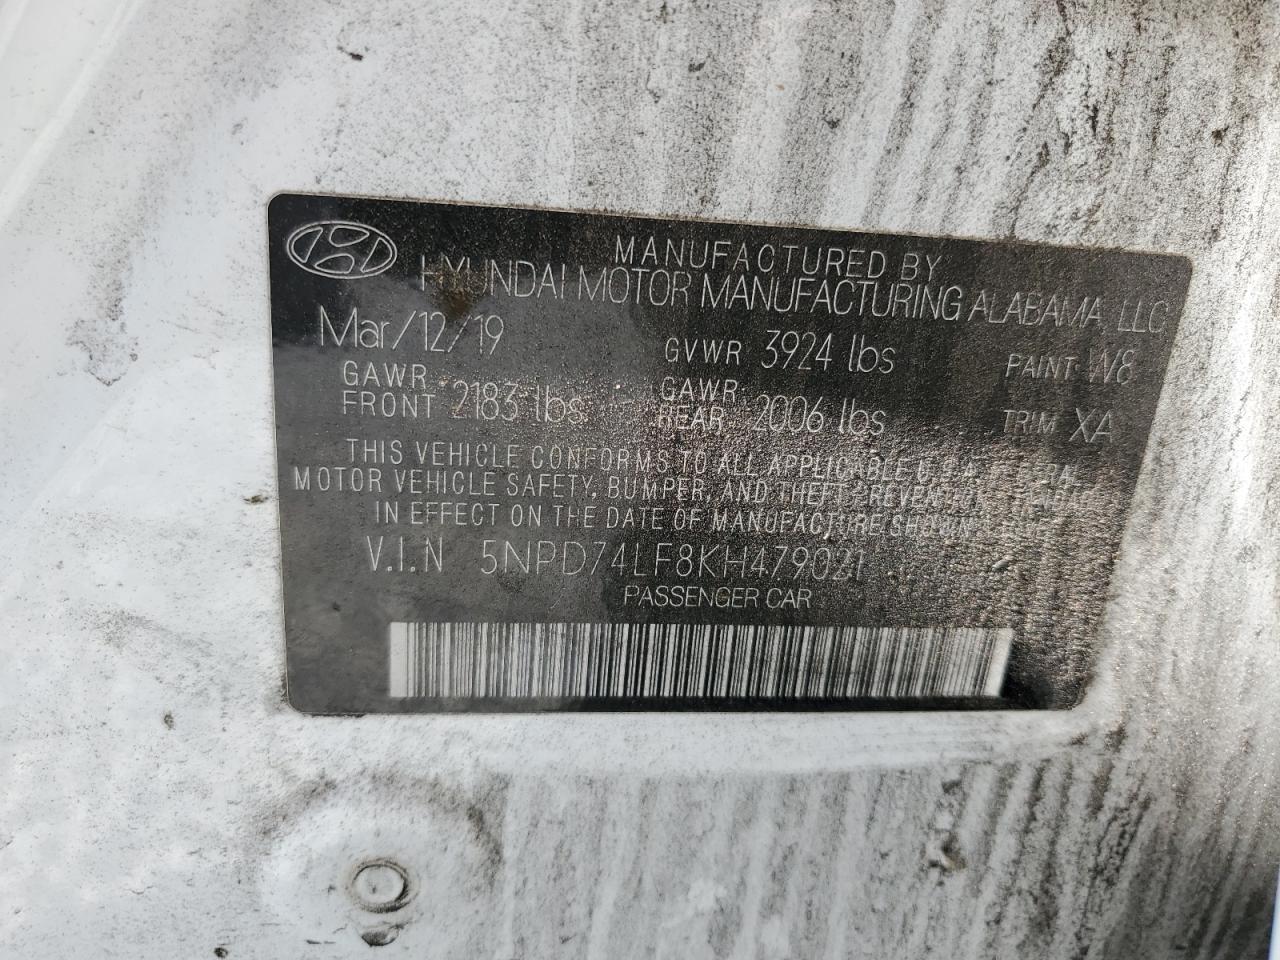 MANUFACTURED BY
HYUNDAI MOTOR MANUFACTURING ALABAMA, LLC
Mar/12/19 GVWR 3924 lbs PAINT W8
GAWR FRONT 2183 lbs GAWR REAR 2006 lbs TRIM XA
THIS VEHICLE CONFORMS TO ALL APPLICABLE U.S.A.
MOTOR VEHICLE SAFETY, BUMPER, AND THEFT PREVENTION
IN EFFECT ON THE DATE OF MANUFACTURE SHOWN
V.I.N 5NPD74LF8KH479021
PASSENGER CAR